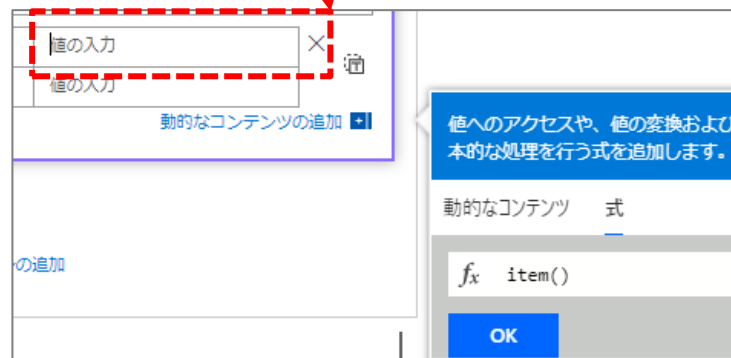 値の入力
値の入力
動的なコンテンツの追加
値へのアクセスや、値の変換および
本的な処理を行う式を追加します。
動的なコンテンツ 式
の追加
fx item()
OK